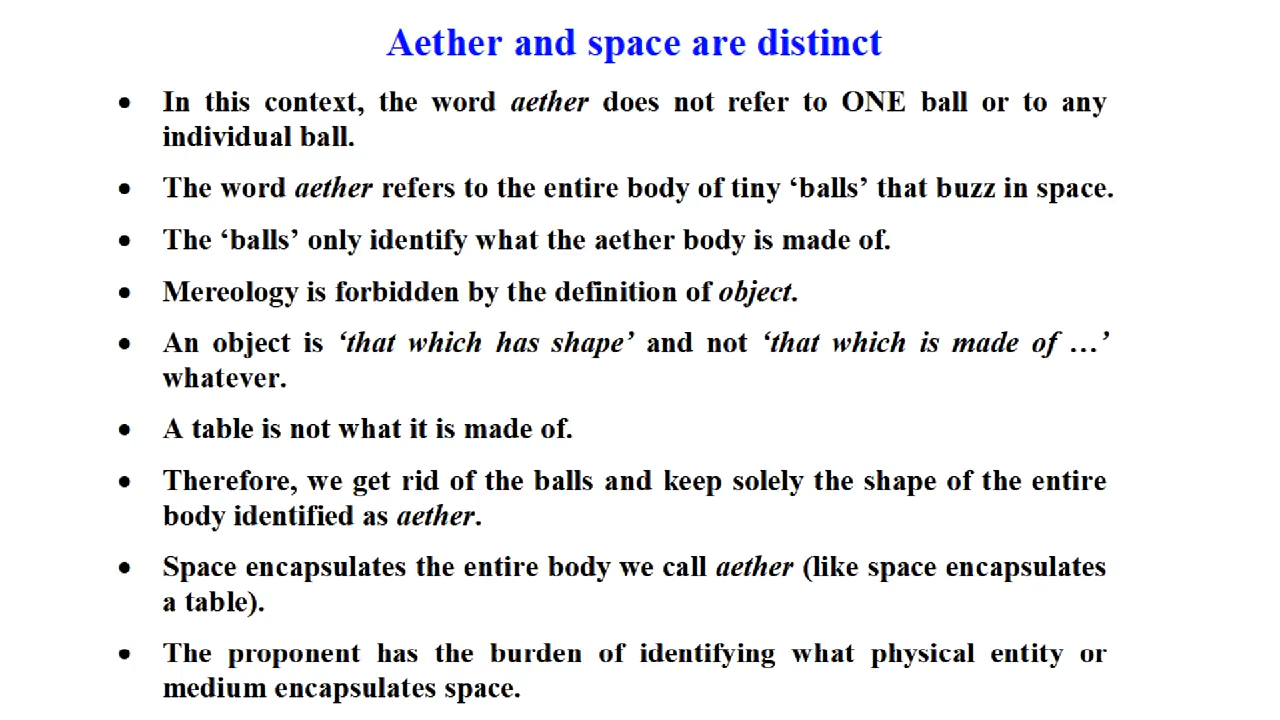 Aether and space are distinct
• In this context, the word aether does not refer to ONE ball or to any
individual ball.
• The word aether refers to the entire body of tiny ‘balls’ that buzz in space.
• The ‘balls’ only identify what the aether body is made of.
• Mereology is forbidden by the definition of object.
• An object is ‘that which has shape’ and not ‘that which is made of …’
whatever.
• A table is not what it is made of.
• Therefore, we get rid of the balls and keep solely the shape of the entire
body identified as aether.
• Space encapsulates the entire body we call aether (like space encapsulates
a table).
• The proponent has the burden of identifying what physical entity or
medium encapsulates space.